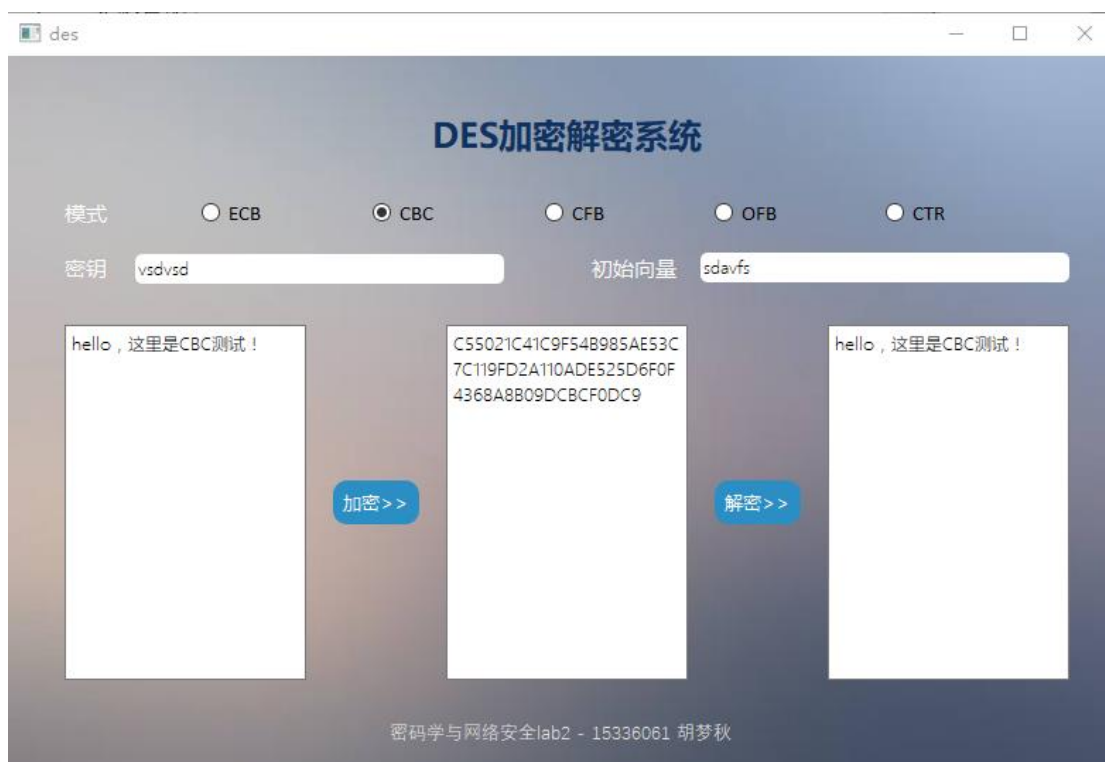 des
DES加密解密系统
模式 ECB CBC CFB OFB CTR
密钥 vsdvsd 初始向量 sdavfs
hello，这里是CBC测试！
C55021C41C9F54B985AE53C
7C119FD2A110ADE525D6F0F
4368A8B09DCBCF0DC9
hello，这里是CBC测试！
加密>>
解密>>
密码学与网络安全lab2 - 15336061 胡梦秋